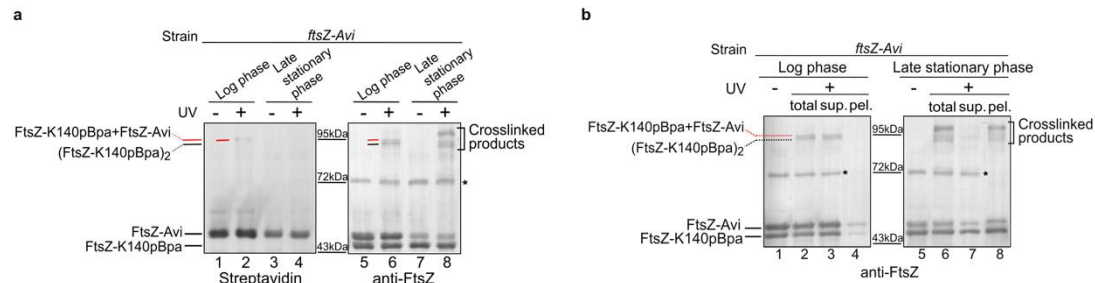 a
Strain
ftsZ-Avi
Log phase
Late stationary phase
Log phase
Late stationary phase
UV - + - + - + - +
FtsZ-K140pBpa+FtsZ-Avi
(FtsZ-K140pBpa)2
FtsZ-Avi
FtsZ-K140pBpa
95kDa
72kDa
43kDa
Crosslinked
products
*
1 2 3 4 5 6 7 8
Streptavidin anti-FtsZ
b
Strain
ftsZ-Avi
Log phase Late stationary phase
UV - + - +
total sup. pel. total sup. pel.
FtsZ-K140pBpa+FtsZ-Avi
(FtsZ-K140pBpa)2
FtsZ-Avi
FtsZ-K140pBpa
95kDa
72kDa
43kDa
Crosslinked
products
* *
1 2 3 4 5 6 7 8
anti-FtsZ